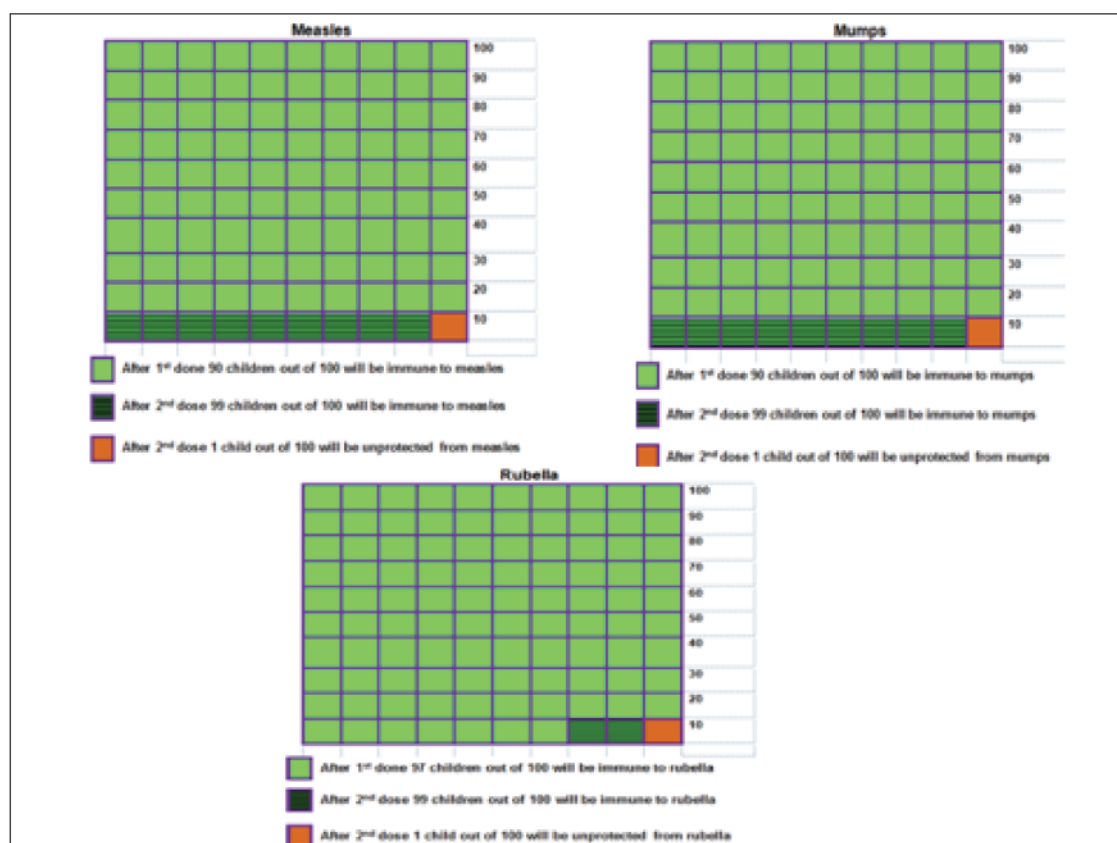 Measles
100
90
80
70
60
50
40
30
20
10
After 1st done 90 children out of 100 will be immune to measles
After 2nd dose 99 children out of 100 will be immune to measles
After 2nd dose 1 child out of 100 will be unprotected from measles
Mumps
100
90
80
70
60
50
40
30
20
10
After 1st done 90 children out of 100 will be immune to mumps
After 2nd dose 99 children out of 100 will be immune to mumps
After 2nd dose 1 child out of 100 will be unprotected from mumps
Rubella
100
90
80
70
60
50
40
30
20
10
After 1st done 97 children out of 100 will be immune to rubella
After 2nd dose 99 children out of 100 will be immune to rubella
After 2nd dose 1 child out of 100 will be unprotected from rubella